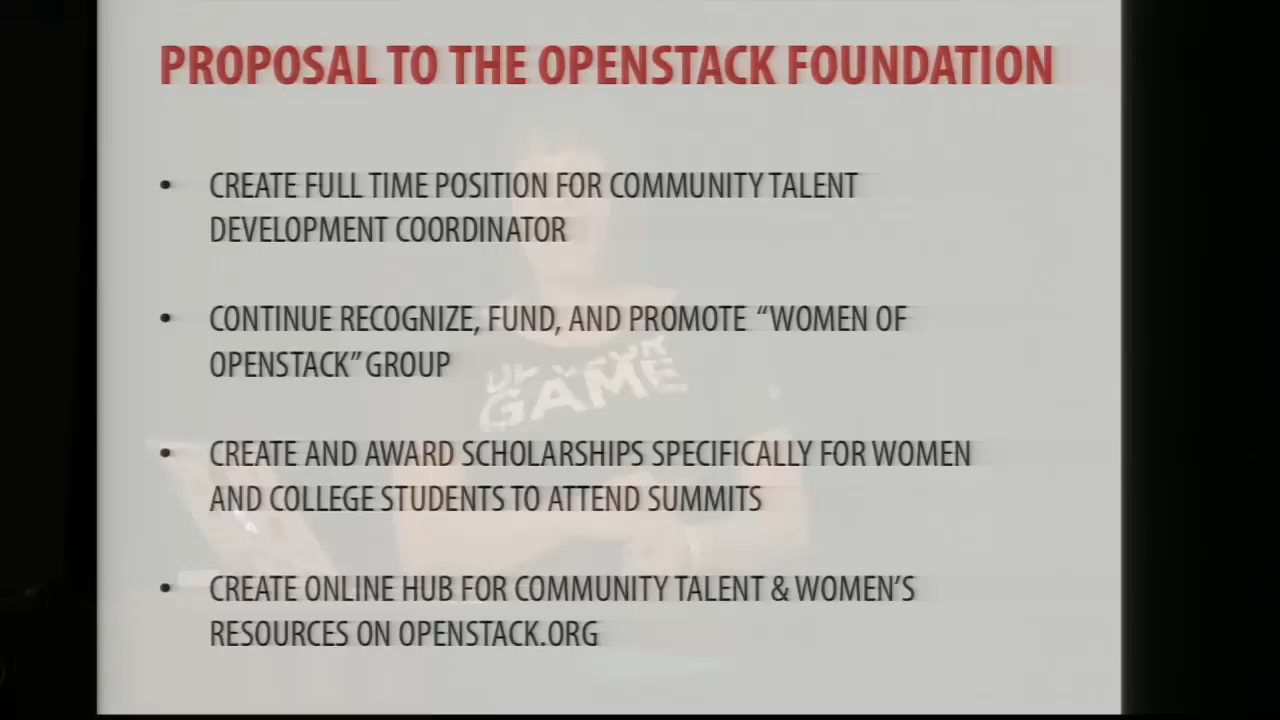 PROPOSAL TO THE OPENSTACK FOUNDATION
• CREATE FULL TIME POSITION FOR COMMUNITY TALENT
DEVELOPMENT COORDINATOR
• CONTINUE RECOGNIZE, FUND, AND PROMOTE “WOMEN OF
OPENSTACK” GROUP
UP YOUR
GAME
• CREATE AND AWARD SCHOLARSHIPS SPECIFICALLY FOR WOMEN
AND COLLEGE STUDENTS TO ATTEND SUMMITS
• CREATE ONLINE HUB FOR COMMUNITY TALENT & WOMEN’S
RESOURCES ON OPENSTACK.ORG